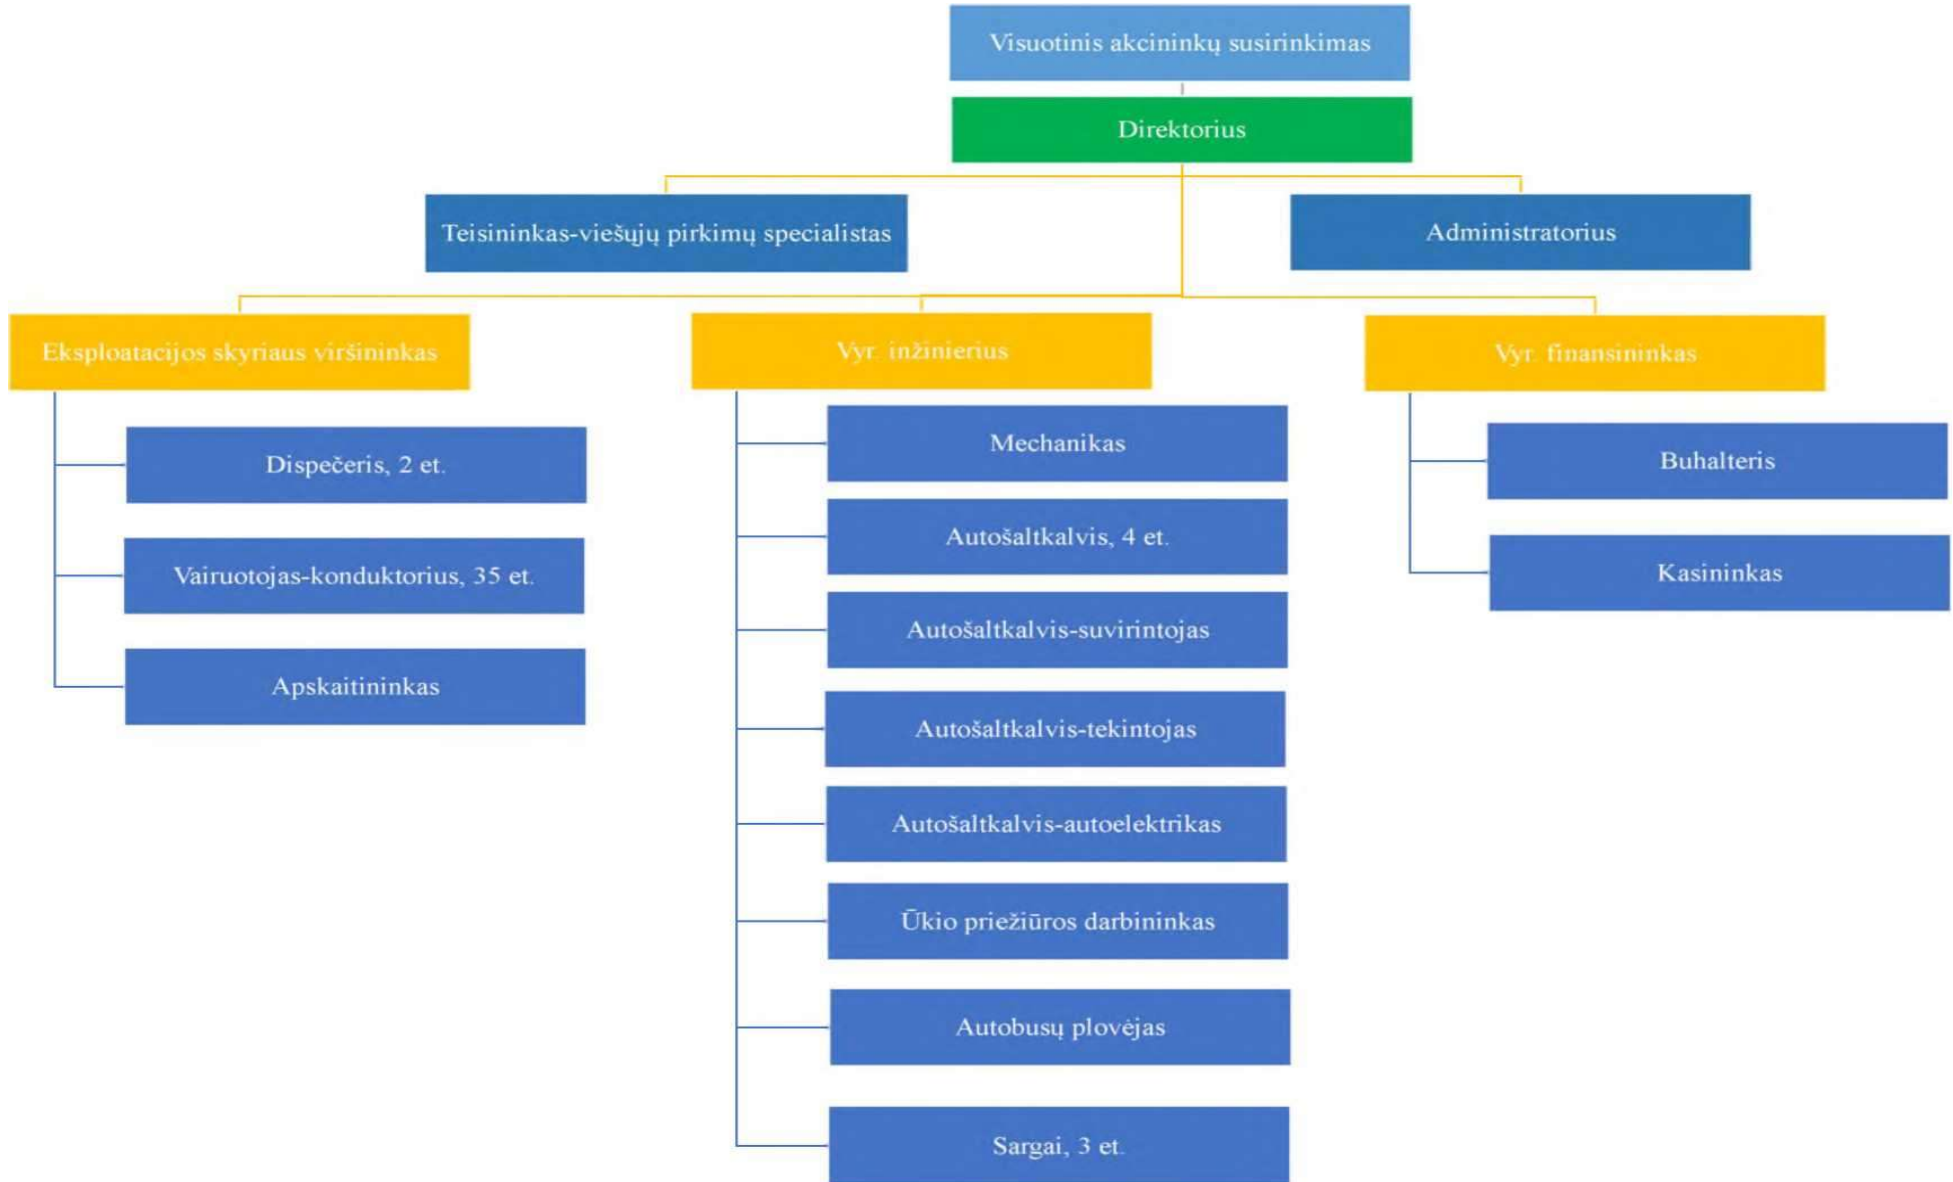 Visuotinis akcininkų susirinkimas
Direktorius
Teisininkas-viešųjų pirkimų specialistas
Administratorius
Eksploatacijos skyriaus viršininkas
Dispečeris, 2 et.
Vairuotojas-konduktorius, 35 et.
Apskaitininkas
Vyr. inžinierius
Mechanikas
Autošaltkalvis, 4 et.
Autošaltkalvis-suvirintojas
Autošaltkalvis-tekintojas
Autošaltkalvis-autoelektrikas
Ūkio priežiūros darbininkas
Autobusų plovėjas
Sargai, 3 et.
Vyr. finansininkas
Buhalteris
Kasininkas